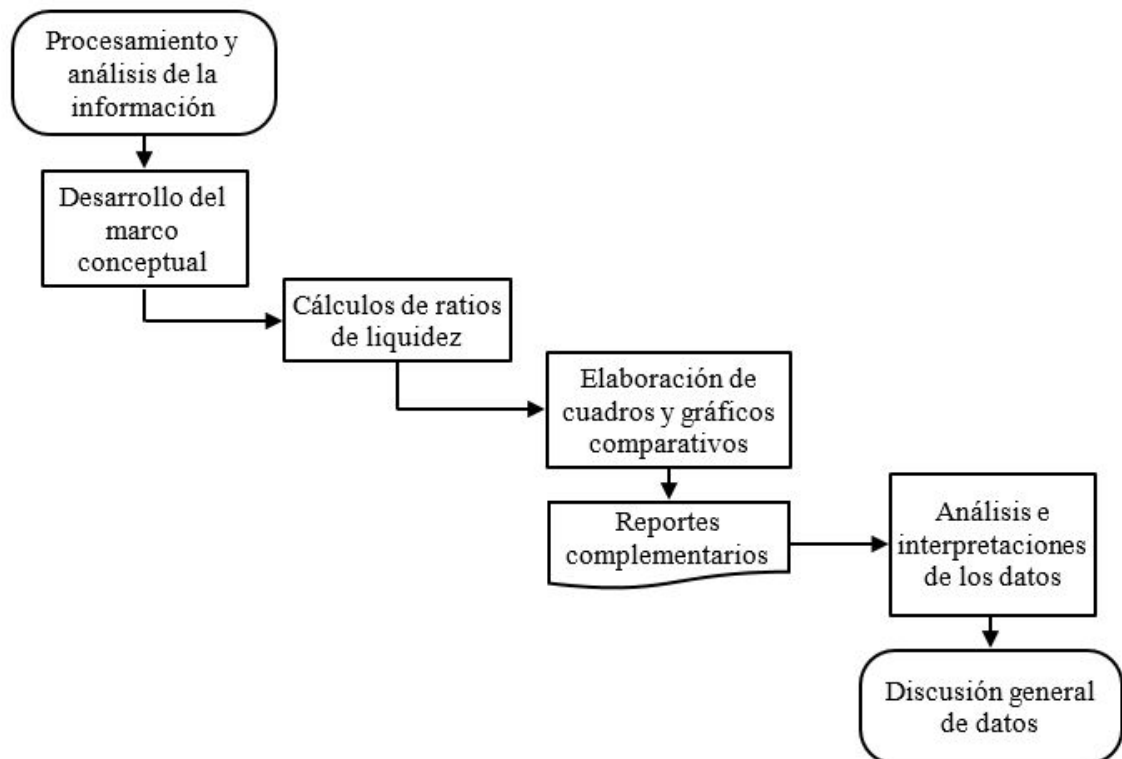 Procesamiento y
análisis de la
información
Desarrollo del
marco
conceptual
Cálculos de ratios
de liquidez
Elaboración de
cuadros y gráficos
comparativos
Reportes
complementarios
Análisis e
interpretaciones
de los datos
Discusión general
de datos